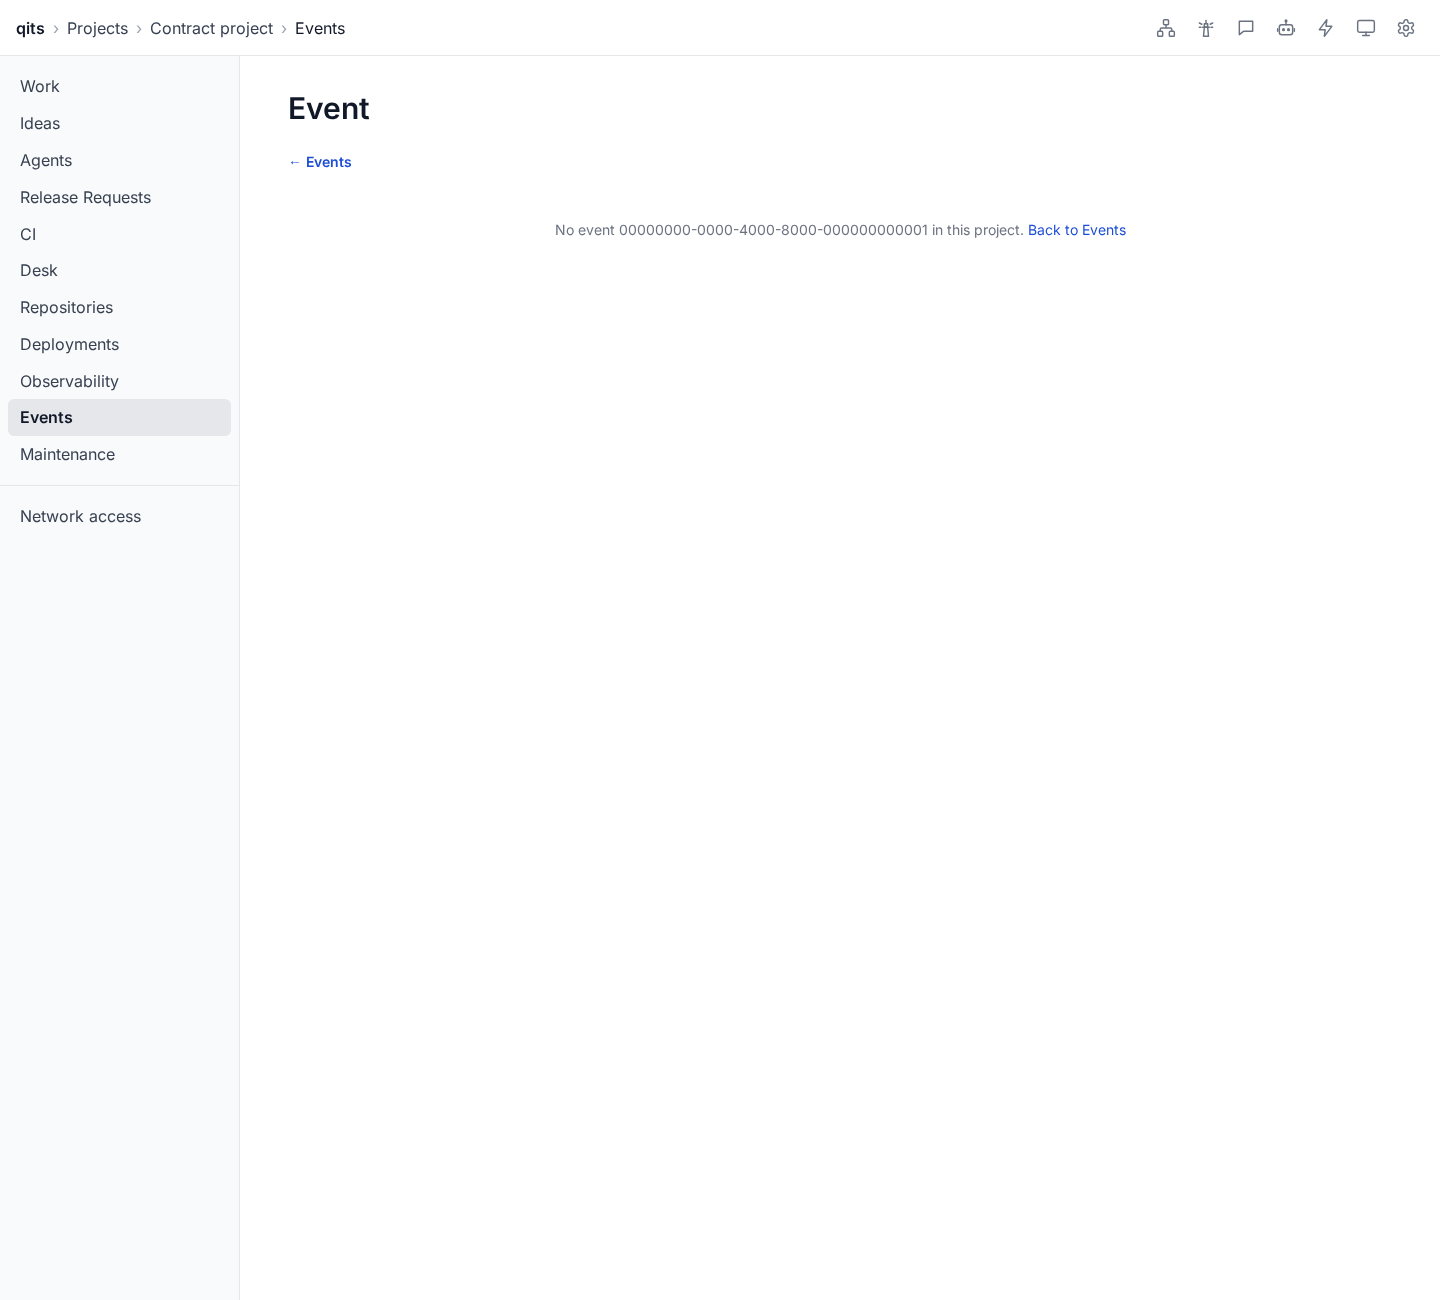 qits › Projects › Contract project › Events
Work
Ideas
Agents
Release Requests
CI
Desk
Repositories
Deployments
Observability
Events
Maintenance
Network access
Event
← Events
No event 00000000-0000-4000-8000-000000000001 in this project. Back to Events